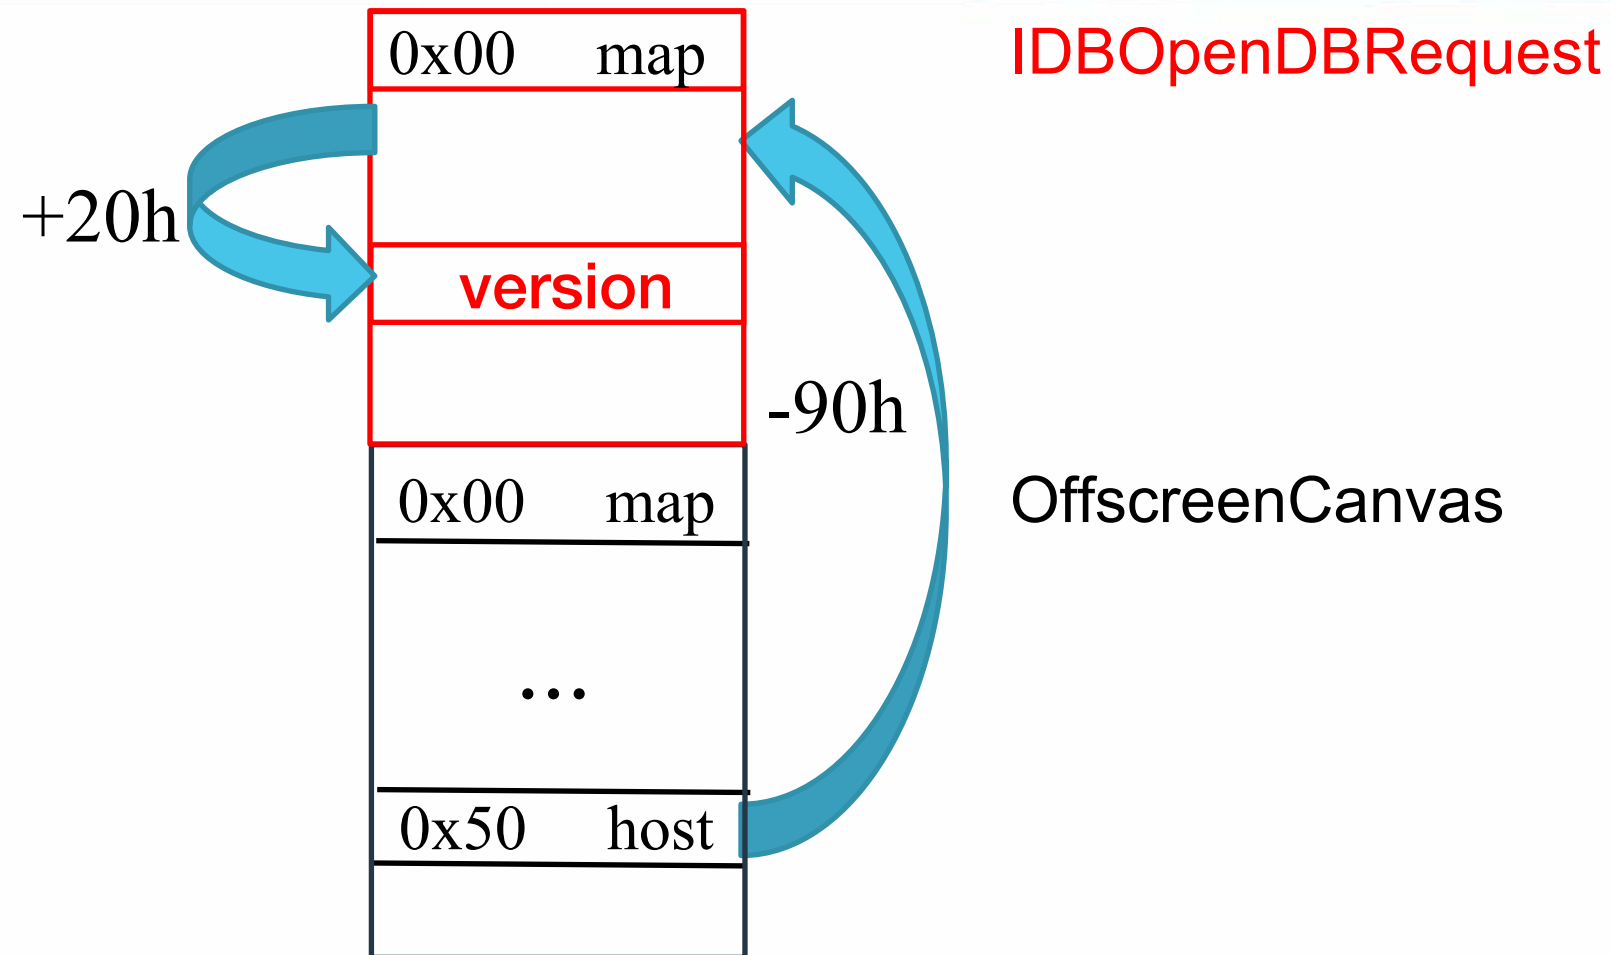 0x00 map
IDBOpenDBRequest
+20h
version
-90h
0x00 map
OffscreenCanvas
...
0x50 host